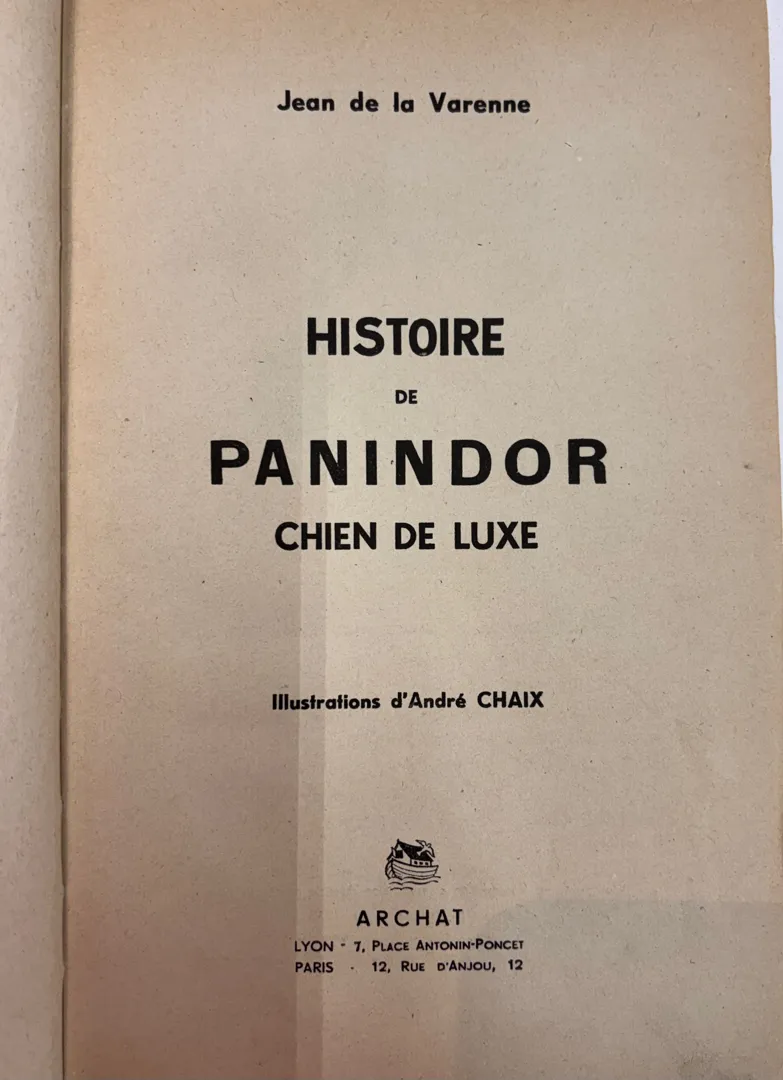 Jean de la Varenne
HISTOIRE
DE
PANINDOR
CHIEN DE LUXE
Illustrations d'André CHAIX
ARCHAT
LYON - 7, PLACE ANTONIN-PONCET
PARIS - 12, RUE D'ANJOU, 12